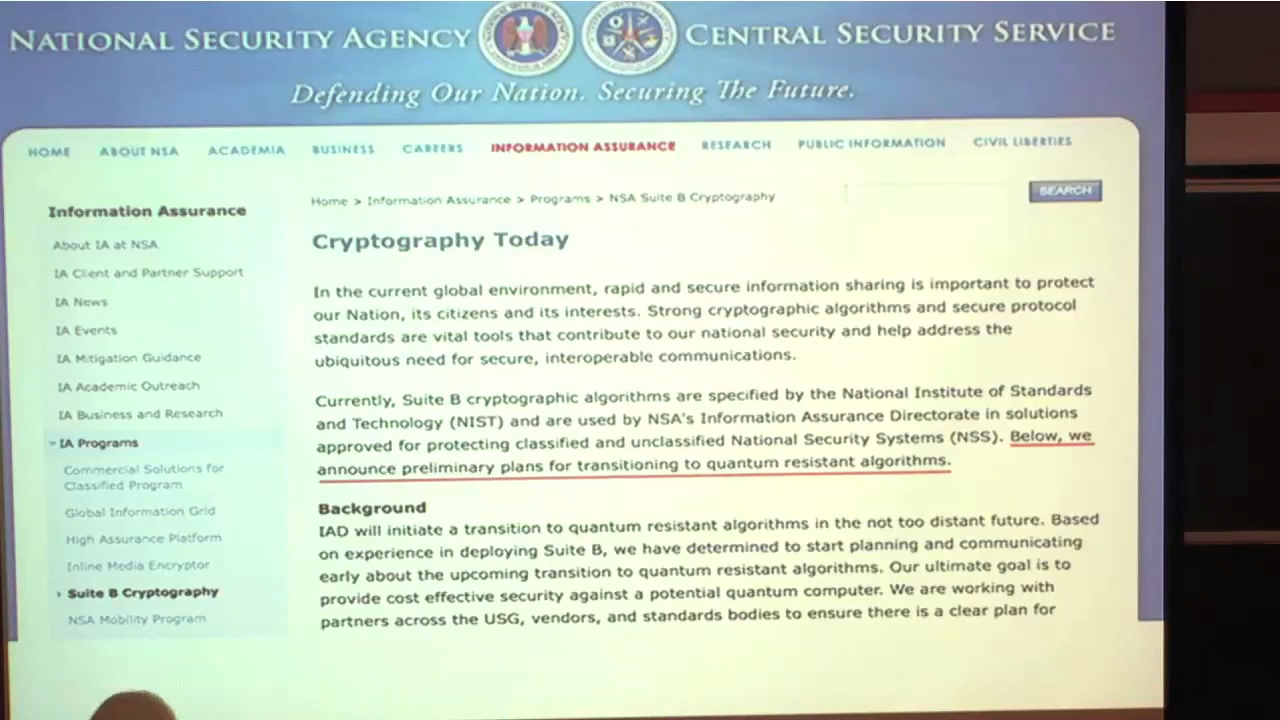 NATIONAL SECURITY AGENCY CENTRAL SECURITY SERVICE
Defending Our Nation. Securing The Future.
HOME ABOUT NSA ACADEMIA BUSINESS CAREERS INFORMATION ASSURANCE RESEARCH PUBLIC INFORMATION CIVIL LIBERTIES
Information Assurance
About IA at NSA
IA Client and Partner Support
IA News
IA Events
IA Mitigation Guidance
IA Academic Outreach
IA Business and Research
IA Programs
Commercial Solutions for
Classified Program
Global Information Grid
High Assurance Platform
Inline Media Encryptor
Suite B Cryptography
NSA Mobility Program
Home > Information Assurance > Programs > NSA Suite B Cryptography
SEARCH
Cryptography Today
In the current global environment, rapid and secure information sharing is important to protect
our Nation, its citizens and its interests. Strong cryptographic algorithms and secure protocol
standards are vital tools that contribute to our national security and help address the
ubiquitous need for secure, interoperable communications.
Currently, Suite B cryptographic algorithms are specified by the National Institute of Standards
and Technology (NIST) and are used by NSA's Information Assurance Directorate in solutions
approved for protecting classified and unclassified National Security Systems (NSS). Below, we
announce preliminary plans for transitioning to quantum resistant algorithms.
Background
IAD will initiate a transition to quantum resistant algorithms in the not too distant future. Based
on experience in deploying Suite B, we have determined to start planning and communicating
early about the upcoming transition to quantum resistant algorithms. Our ultimate goal is to
provide cost effective security against a potential quantum computer. We are working with
partners across the USG, vendors, and standards bodies to ensure there is a clear plan for